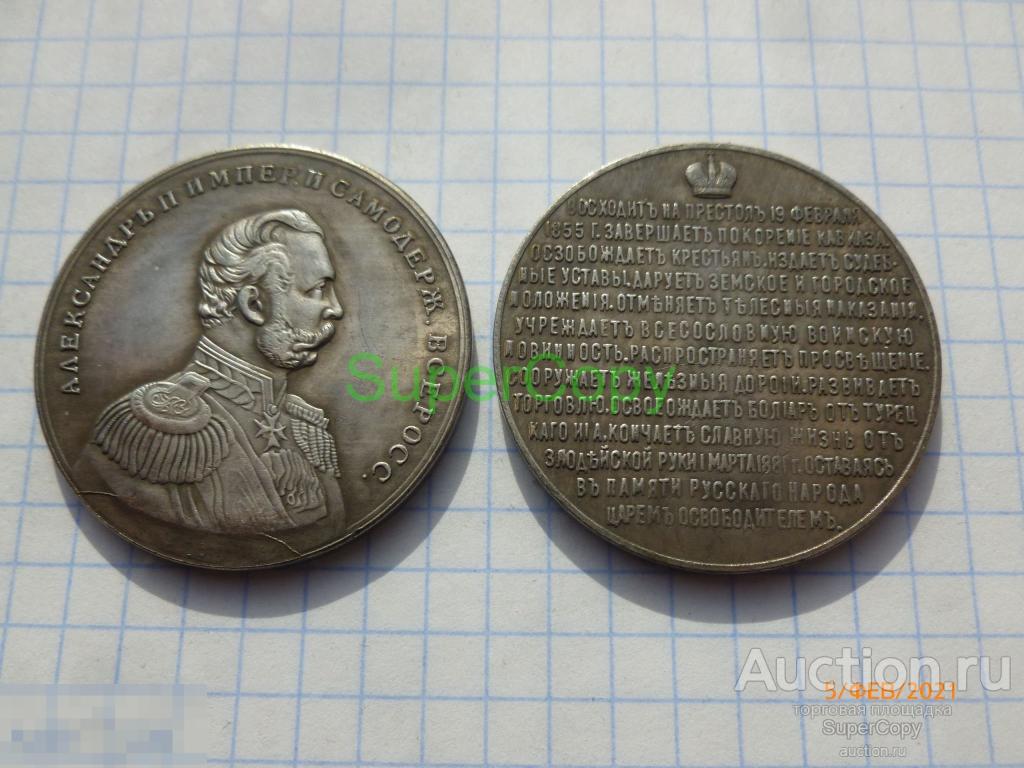 АЛЕКСАНДРЪ II ИМПЕР. И САМОДЕРЖ. ВСЕРОСС.
ВОСХОДИТЪ НА ПРЕСТОЛЪ 19 ФЕВРАЛЯ
1855 Г. ЗАВЕРШАЕТЪ ПОКОРЕНІЕ КАВКАЗА.
ОСВОБОЖДАЕТЪ КРЕСТЬЯНЪ. ИЗДАЕТЪ СУДЕБ-
НЫЕ УСТАВЫ. ДАРУЕТЪ ЗЕМСКОЕ И ГОРОДСКОЕ
ПОЛОЖЕНІЯ. ОТМѢНЯЕТЪ ТѢЛЕСНЫЯ НАКАЗАНІЯ.
УЧРЕЖДАЕТЪ ВСЕСОСЛОВНУЮ ВОИНСКУЮ
ПОВИННОСТЬ. РАСПРОСТРАНЯЕТЪ ПРОСВѢЩЕНІЕ.
СООРУЖАЕТЪ ЖЕЛѢЗНЫЯ ДОРОГИ. РАЗВИВАЕТЪ
ТОРГОВЛЮ. ОСВОБОЖДАЕТЪ БОЛГАРЪ ОТЪ ТУРЕЦ
КАГО ИГА. КОНЧАЕТЪ СЛАВНУЮ ЖИЗНЬ ОТЪ
ЗЛОДѢЙСКОЙ РУКИ 1 МАРТА 1881 Г. ОСТАВАЯСЬ
ВЪ ПАМЯТИ РУССКАГО НАРОДА
ЦАРЕМЪ ОСВОБОДИТЕЛЕМЪ.
SuperCopy
Auction.ru
5/ФЕВ/2021
торговая площадка
SuperCopy
auction.ru